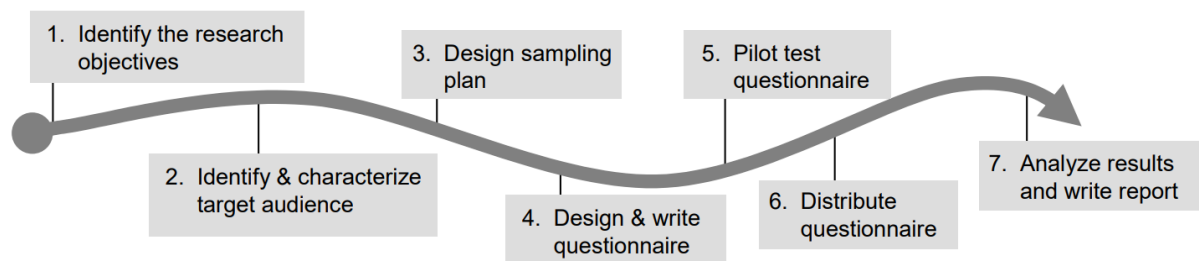 1. Identify the research
objectives
2. Identify & characterize
target audience
3. Design sampling
plan
4. Design & write
questionnaire
5. Pilot test
questionnaire
6. Distribute
questionnaire
7. Analyze results
and write report